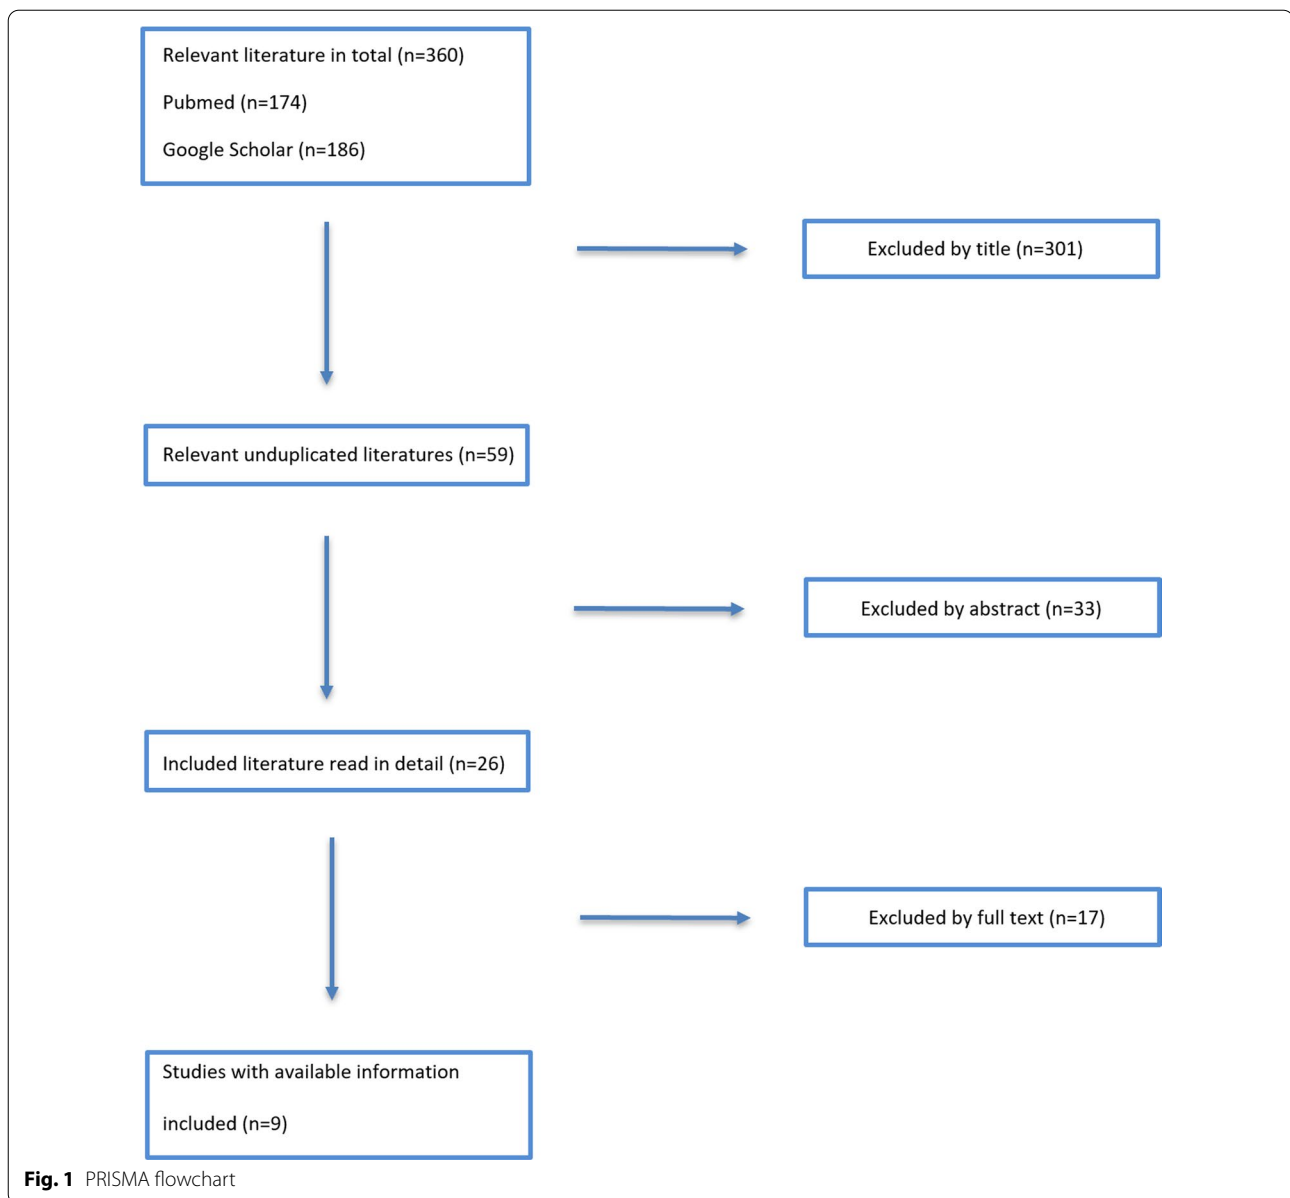 Relevant literature in total (n=360)
Pubmed (n=174)
Google Scholar (n=186)
Excluded by title (n=301)
Relevant unduplicated literatures (n=59)
Excluded by abstract (n=33)
Included literature read in detail (n=26)
Excluded by full text (n=17)
Studies with available information
included (n=9)
Fig. 1 PRISMA flowchart